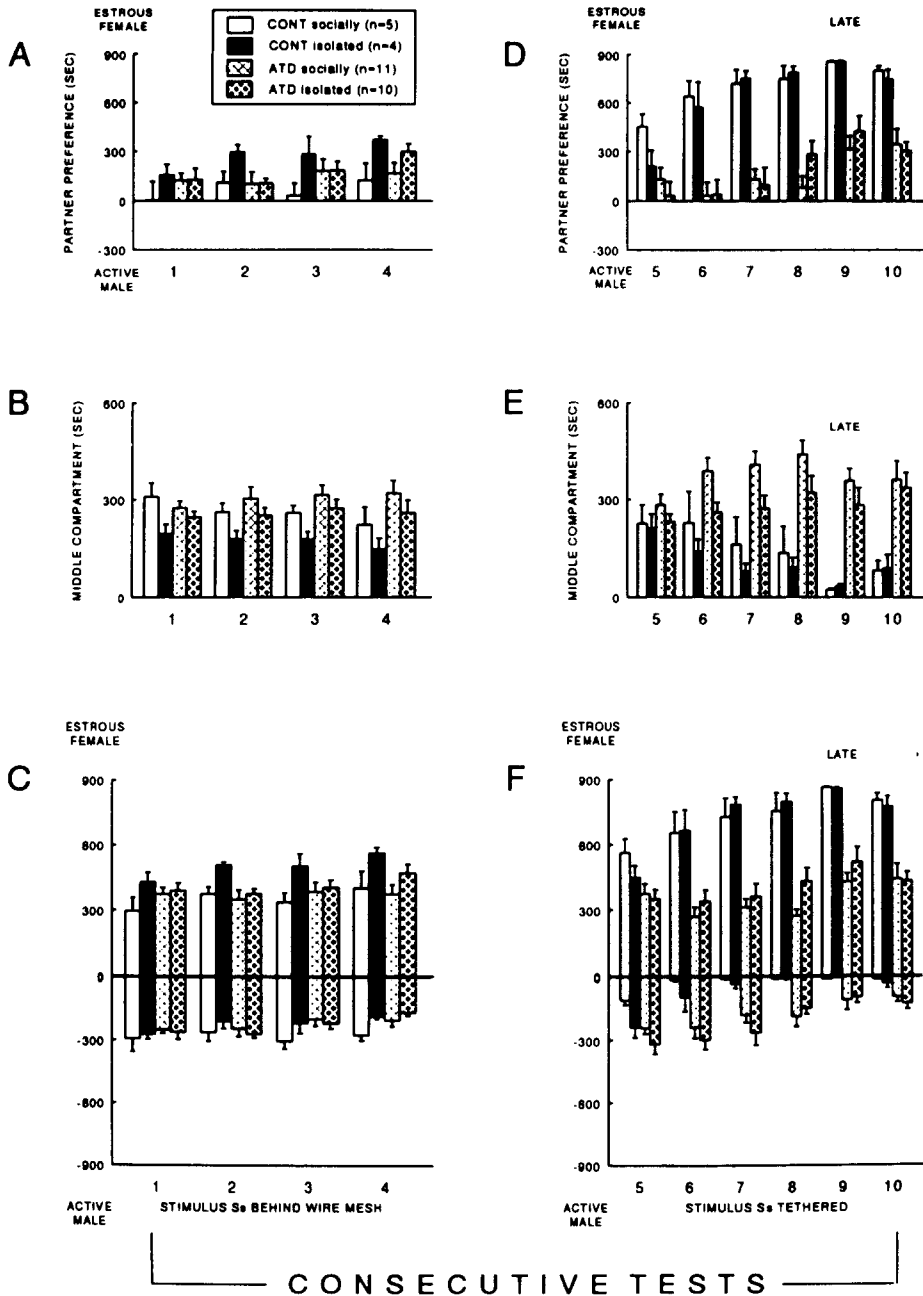 A
ESTROUS
FEMALE
CONT socially (n=5)
CONT isolated (n=4)
ATD socially (n=11)
ATD isolated (n=10)
PARTNER PREFERENCE (SEC)
900
600
300
0
-300
ACTIVE
MALE
1 2 3 4
D
ESTROUS
FEMALE
LATE
PARTNER PREFERENCE (SEC)
900
600
300
0
-300
ACTIVE
MALE
5 6 7 8 9 10
B
MIDDLE COMPARTMENT (SEC)
600
300
0
1 2 3 4
E
LATE
MIDDLE COMPARTMENT (SEC)
600
300
0
5 6 7 8 9 10
C
ESTROUS
FEMALE
900
600
300
0
-300
-600
-900
1 2 3 4
ACTIVE
MALE
STIMULUS Ss BEHIND WIRE MESH
F
ESTROUS
FEMALE
LATE
900
600
300
0
-300
-600
-900
5 6 7 8 9 10
ACTIVE
MALE
STIMULUS Ss TETHERED
CONSECUTIVE TESTS